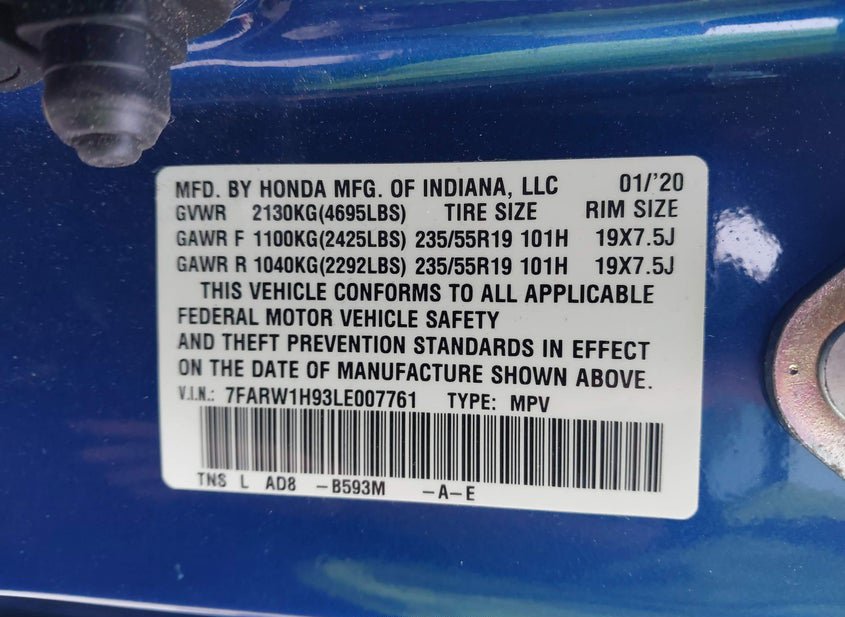 MFD. BY HONDA MFG. OF INDIANA, LLC 01/'20
GVWR 2130KG(4695LBS) TIRE SIZE RIM SIZE
GAWR F 1100KG(2425LBS) 235/55R19 101H 19X7.5J
GAWR R 1040KG(2292LBS) 235/55R19 101H 19X7.5J
THIS VEHICLE CONFORMS TO ALL APPLICABLE
FEDERAL MOTOR VEHICLE SAFETY
AND THEFT PREVENTION STANDARDS IN EFFECT
ON THE DATE OF MANUFACTURE SHOWN ABOVE.
V.I.N.: 7FARW1H93LE007761 TYPE: MPV
TNS L AD8 -B593M -A-E